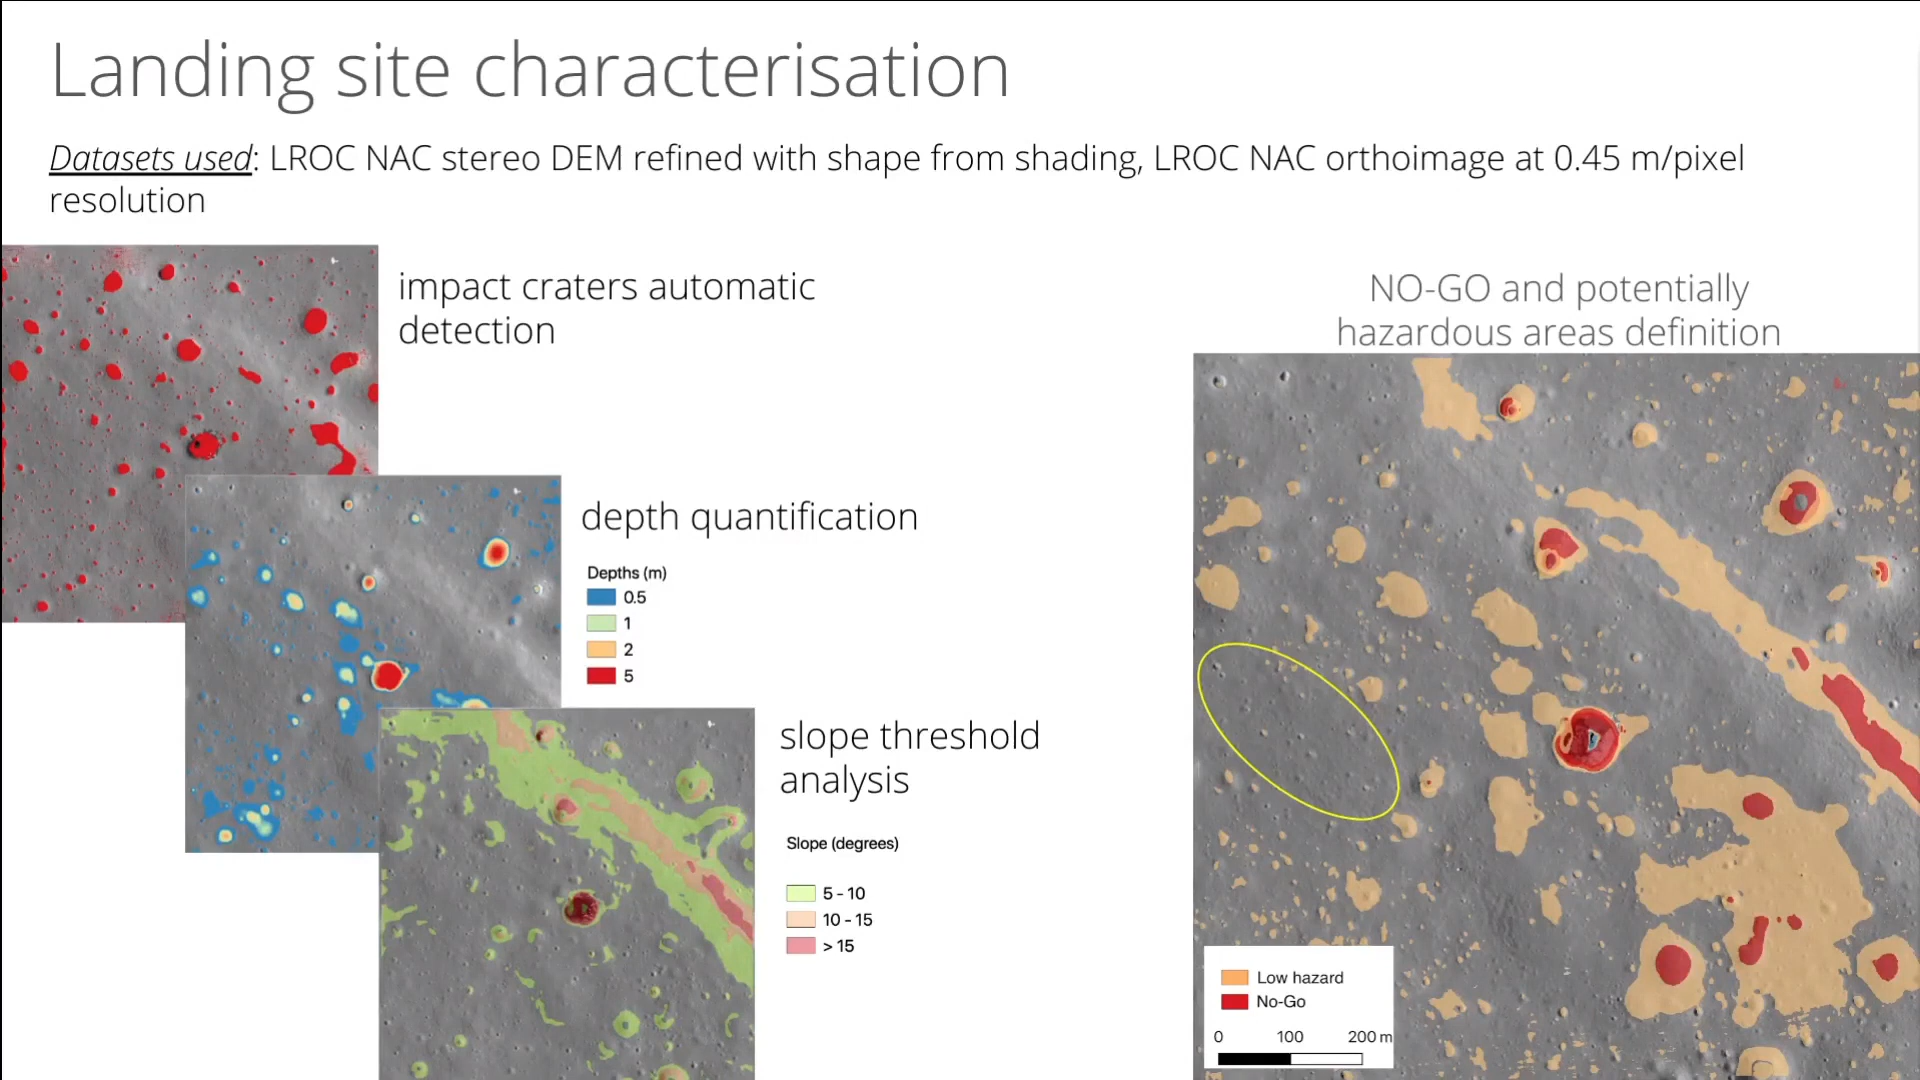 Landing site characterisation
Datasets used: LROC NAC stereo DEM refined with shape from shading, LROC NAC orthoimage at 0.45 m/pixel
resolution
impact craters automatic
detection
depth quantification
Depths (m)
0.5
1
2
5
slope threshold
analysis
Slope (degrees)
5 - 10
10 - 15
> 15
NO-GO and potentially
hazardous areas definition
Low hazard
No-Go
0 100 200 m